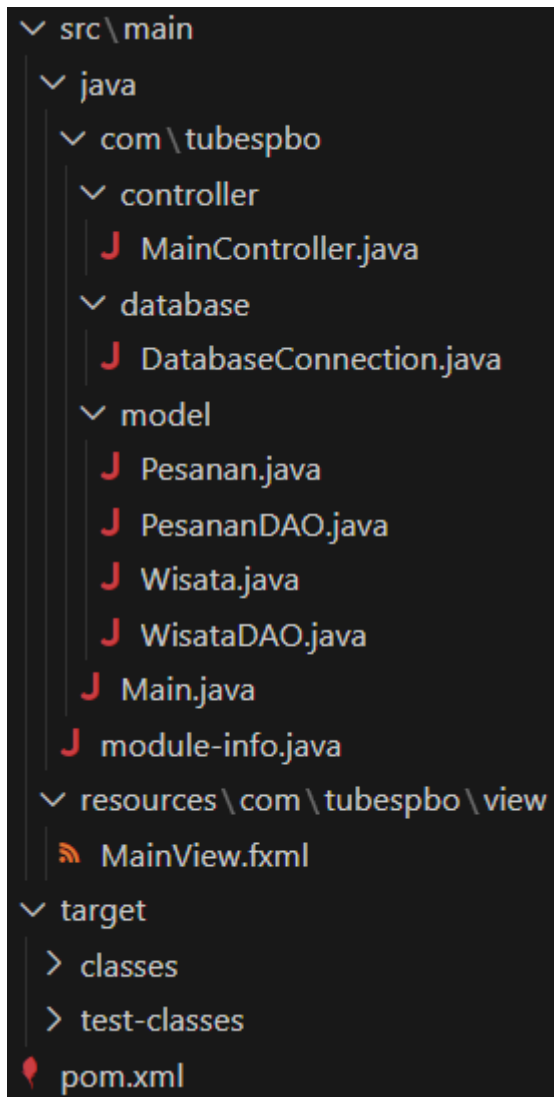 src\main
java
com\tubespbo
controller
J MainController.java
database
J DatabaseConnection.java
model
J Pesanan.java
J PesananDAO.java
J Wisata.java
J WisataDAO.java
J Main.java
J module-info.java
resources\com\tubespbo\view
MainView.fxml
target
classes
test-classes
pom.xml